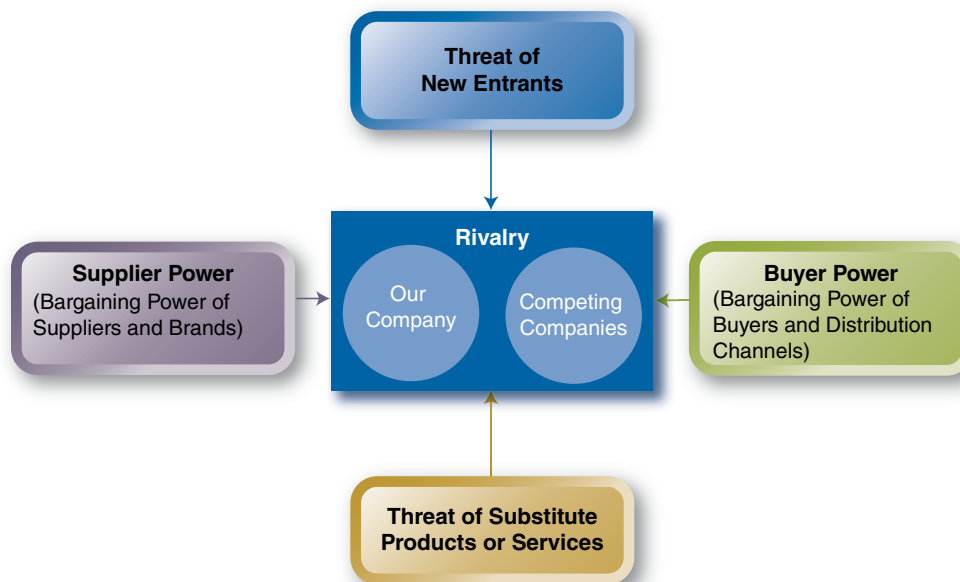 Threat of
New Entrants
Rivalry
Our
Company
Competing
Companies
Supplier Power
(Bargaining Power of
Suppliers and Brands)
Buyer Power
(Bargaining Power of
Buyers and Distribution
Channels)
Threat of Substitute
Products or Services